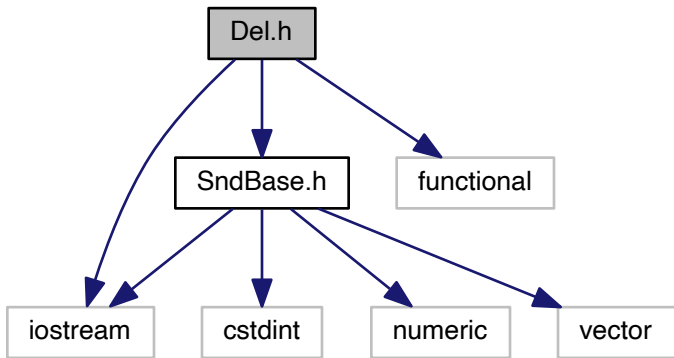 Del.h
SndBase.h
functional
iostream
cstdint
numeric
vector